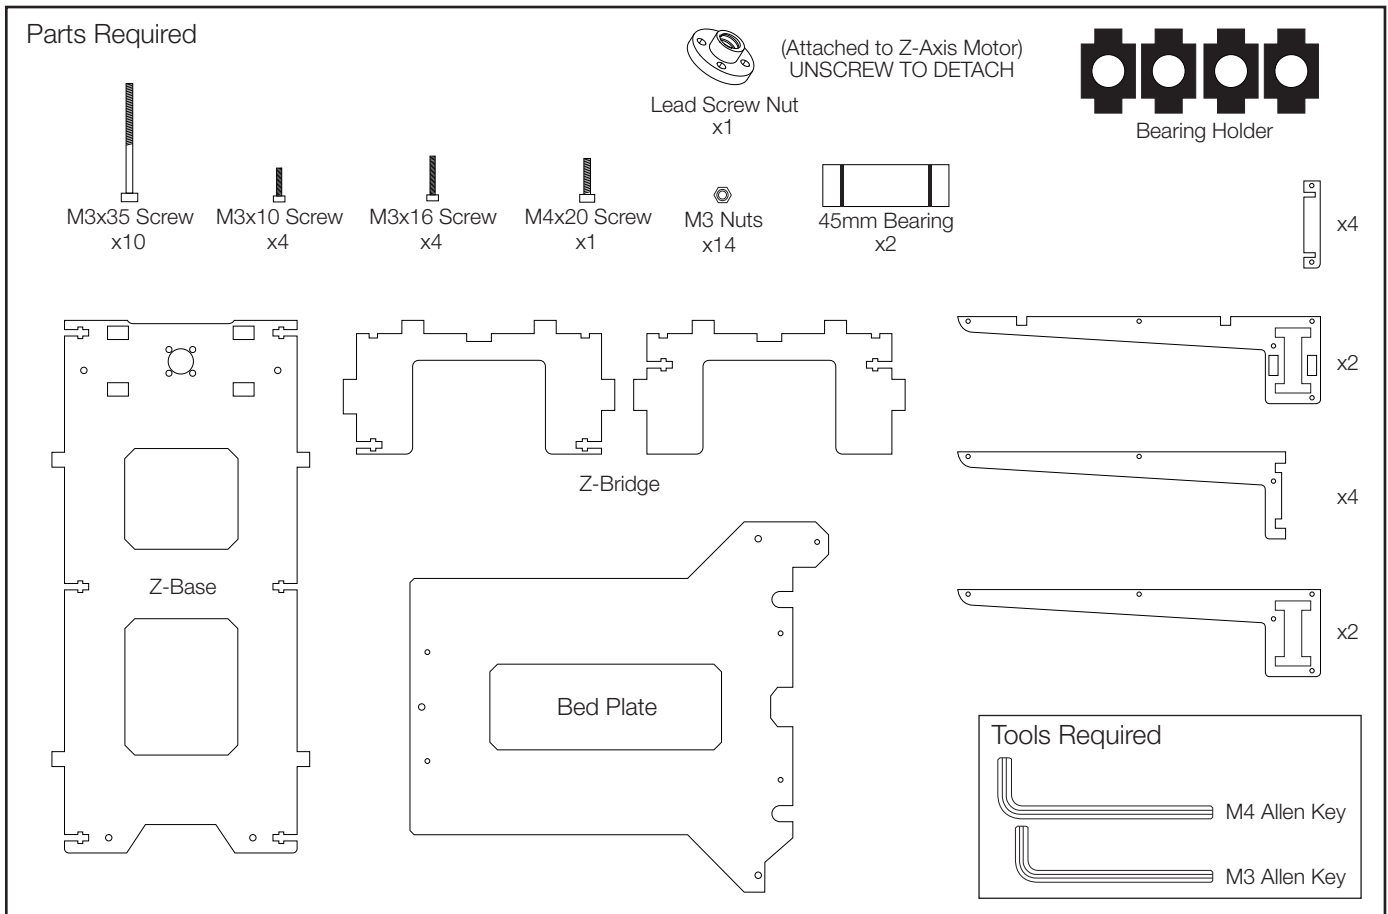 Parts Required
(Attached to Z-Axis Motor)
UNSCREW TO DETACH
Lead Screw Nut
x1
Bearing Holder
M3x35 Screw
x10
M3x10 Screw
x4
M3x16 Screw
x4
M4x20 Screw
x1
M3 Nuts
x14
45mm Bearing
x2
x4
x2
Z-Bridge
x4
Z-Base
x2
Bed Plate
Tools Required
M4 Allen Key
M3 Allen Key